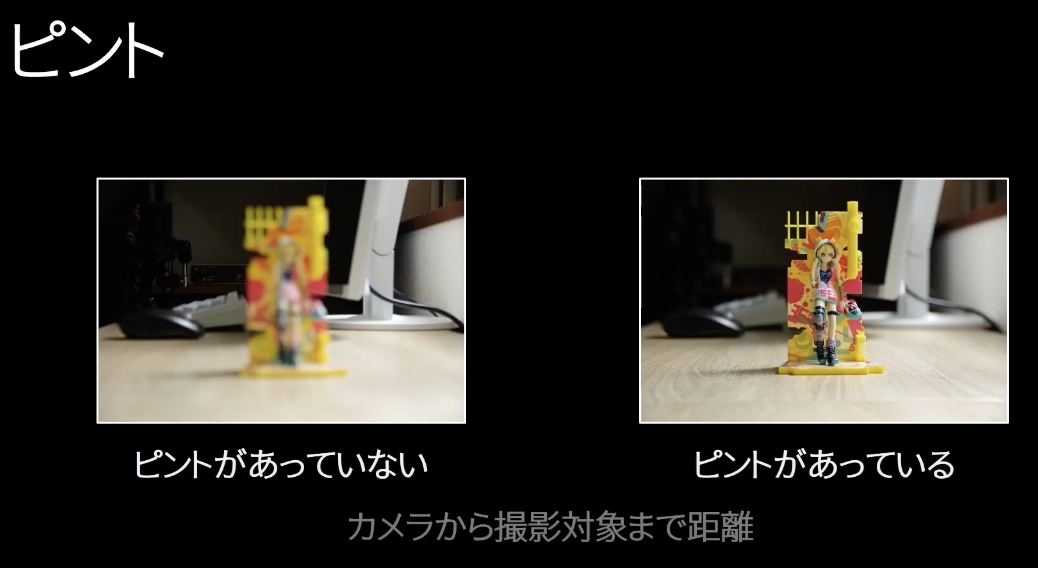 ピント
ピントがあっていない
ピントがあっている
カメラから撮影対象まで距離